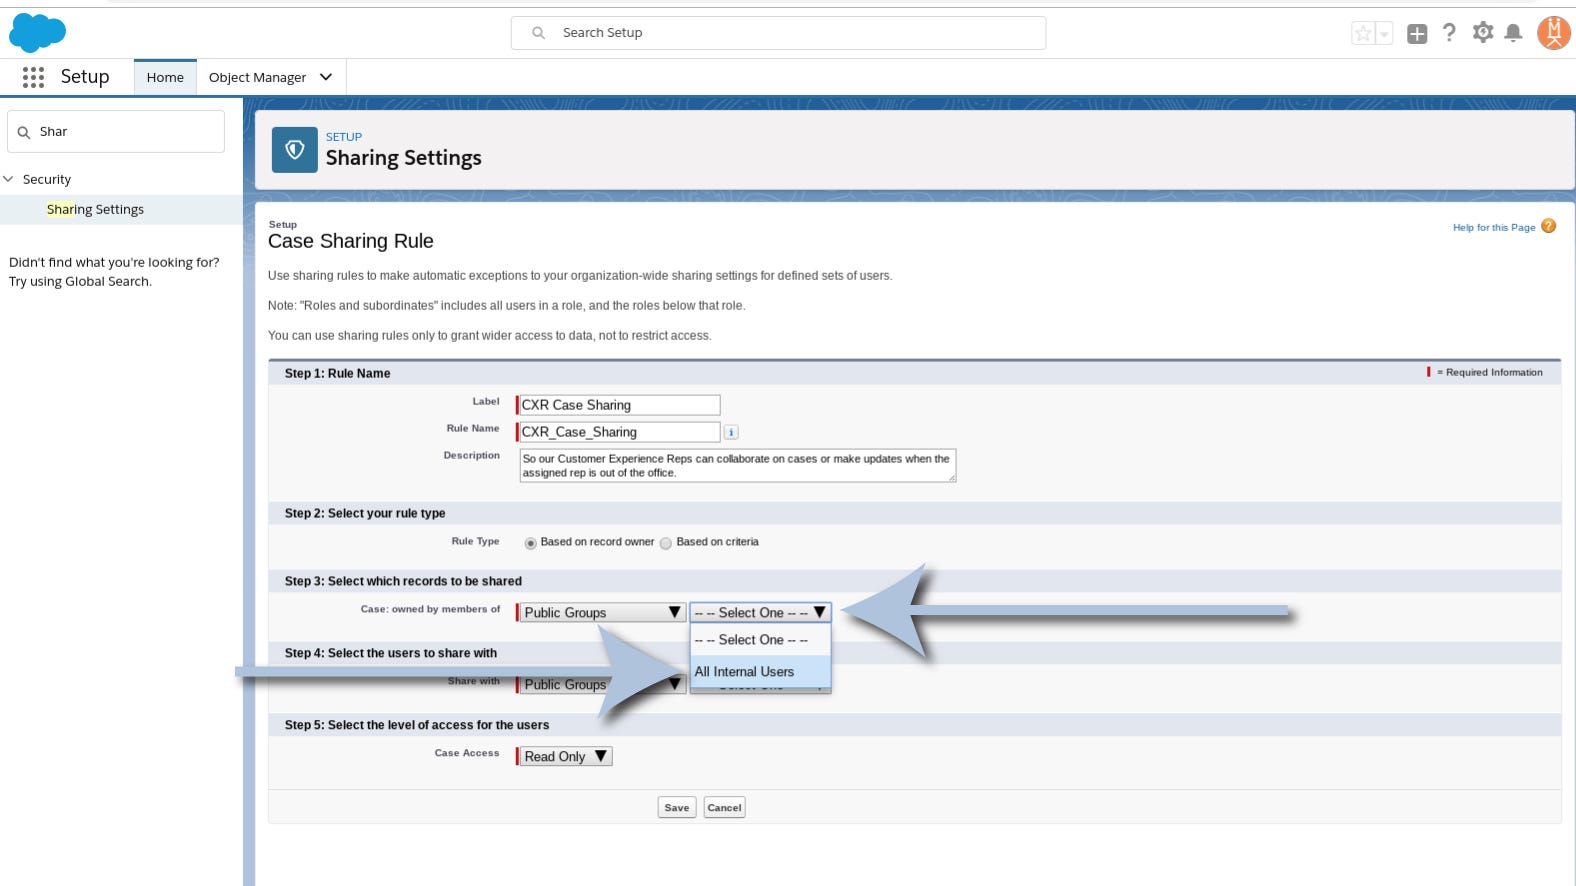 Search Setup
Setup
Home
Object Manager
Shar
Security
Sharing Settings
Didn't find what you're looking for?
Try using Global Search.
SETUP
Sharing Settings
Setup
Case Sharing Rule
Help for this Page
Use sharing rules to make automatic exceptions to your organization-wide sharing settings for defined sets of users.
Note: "Roles and subordinates" includes all users in a role, and the roles below that role.
You can use sharing rules only to grant wider access to data, not to restrict access.
Step 1: Rule Name
= Required Information
Label
CXR Case Sharing
Rule Name
CXR_Case_Sharing
Description
So our Customer Experience Reps can collaborate on cases or make updates when the
assigned rep is out of the office.
Step 2: Select your rule type
Rule Type
Based on record owner
Based on criteria
Step 3: Select which records to be shared
Case: owned by members of
Public Groups
-- -- Select One -- --
-- -- Select One -- --
All Internal Users
Step 4: Select the users to share with
Share with
Public Groups
Step 5: Select the level of access for the users
Case Access
Read Only
Save
Cancel